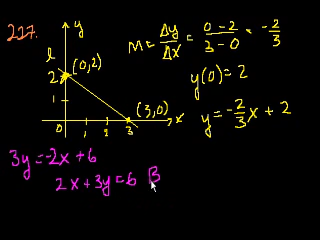 227.
y
l
(0,2)
2
1
(3,0)
0 1 2 3 x
M = Δy/Δx = (0-2)/(3-0) = -2/3
y(0) = 2
y = -2/3 x + 2
3y = -2x + 6
2x + 3y = 6 B